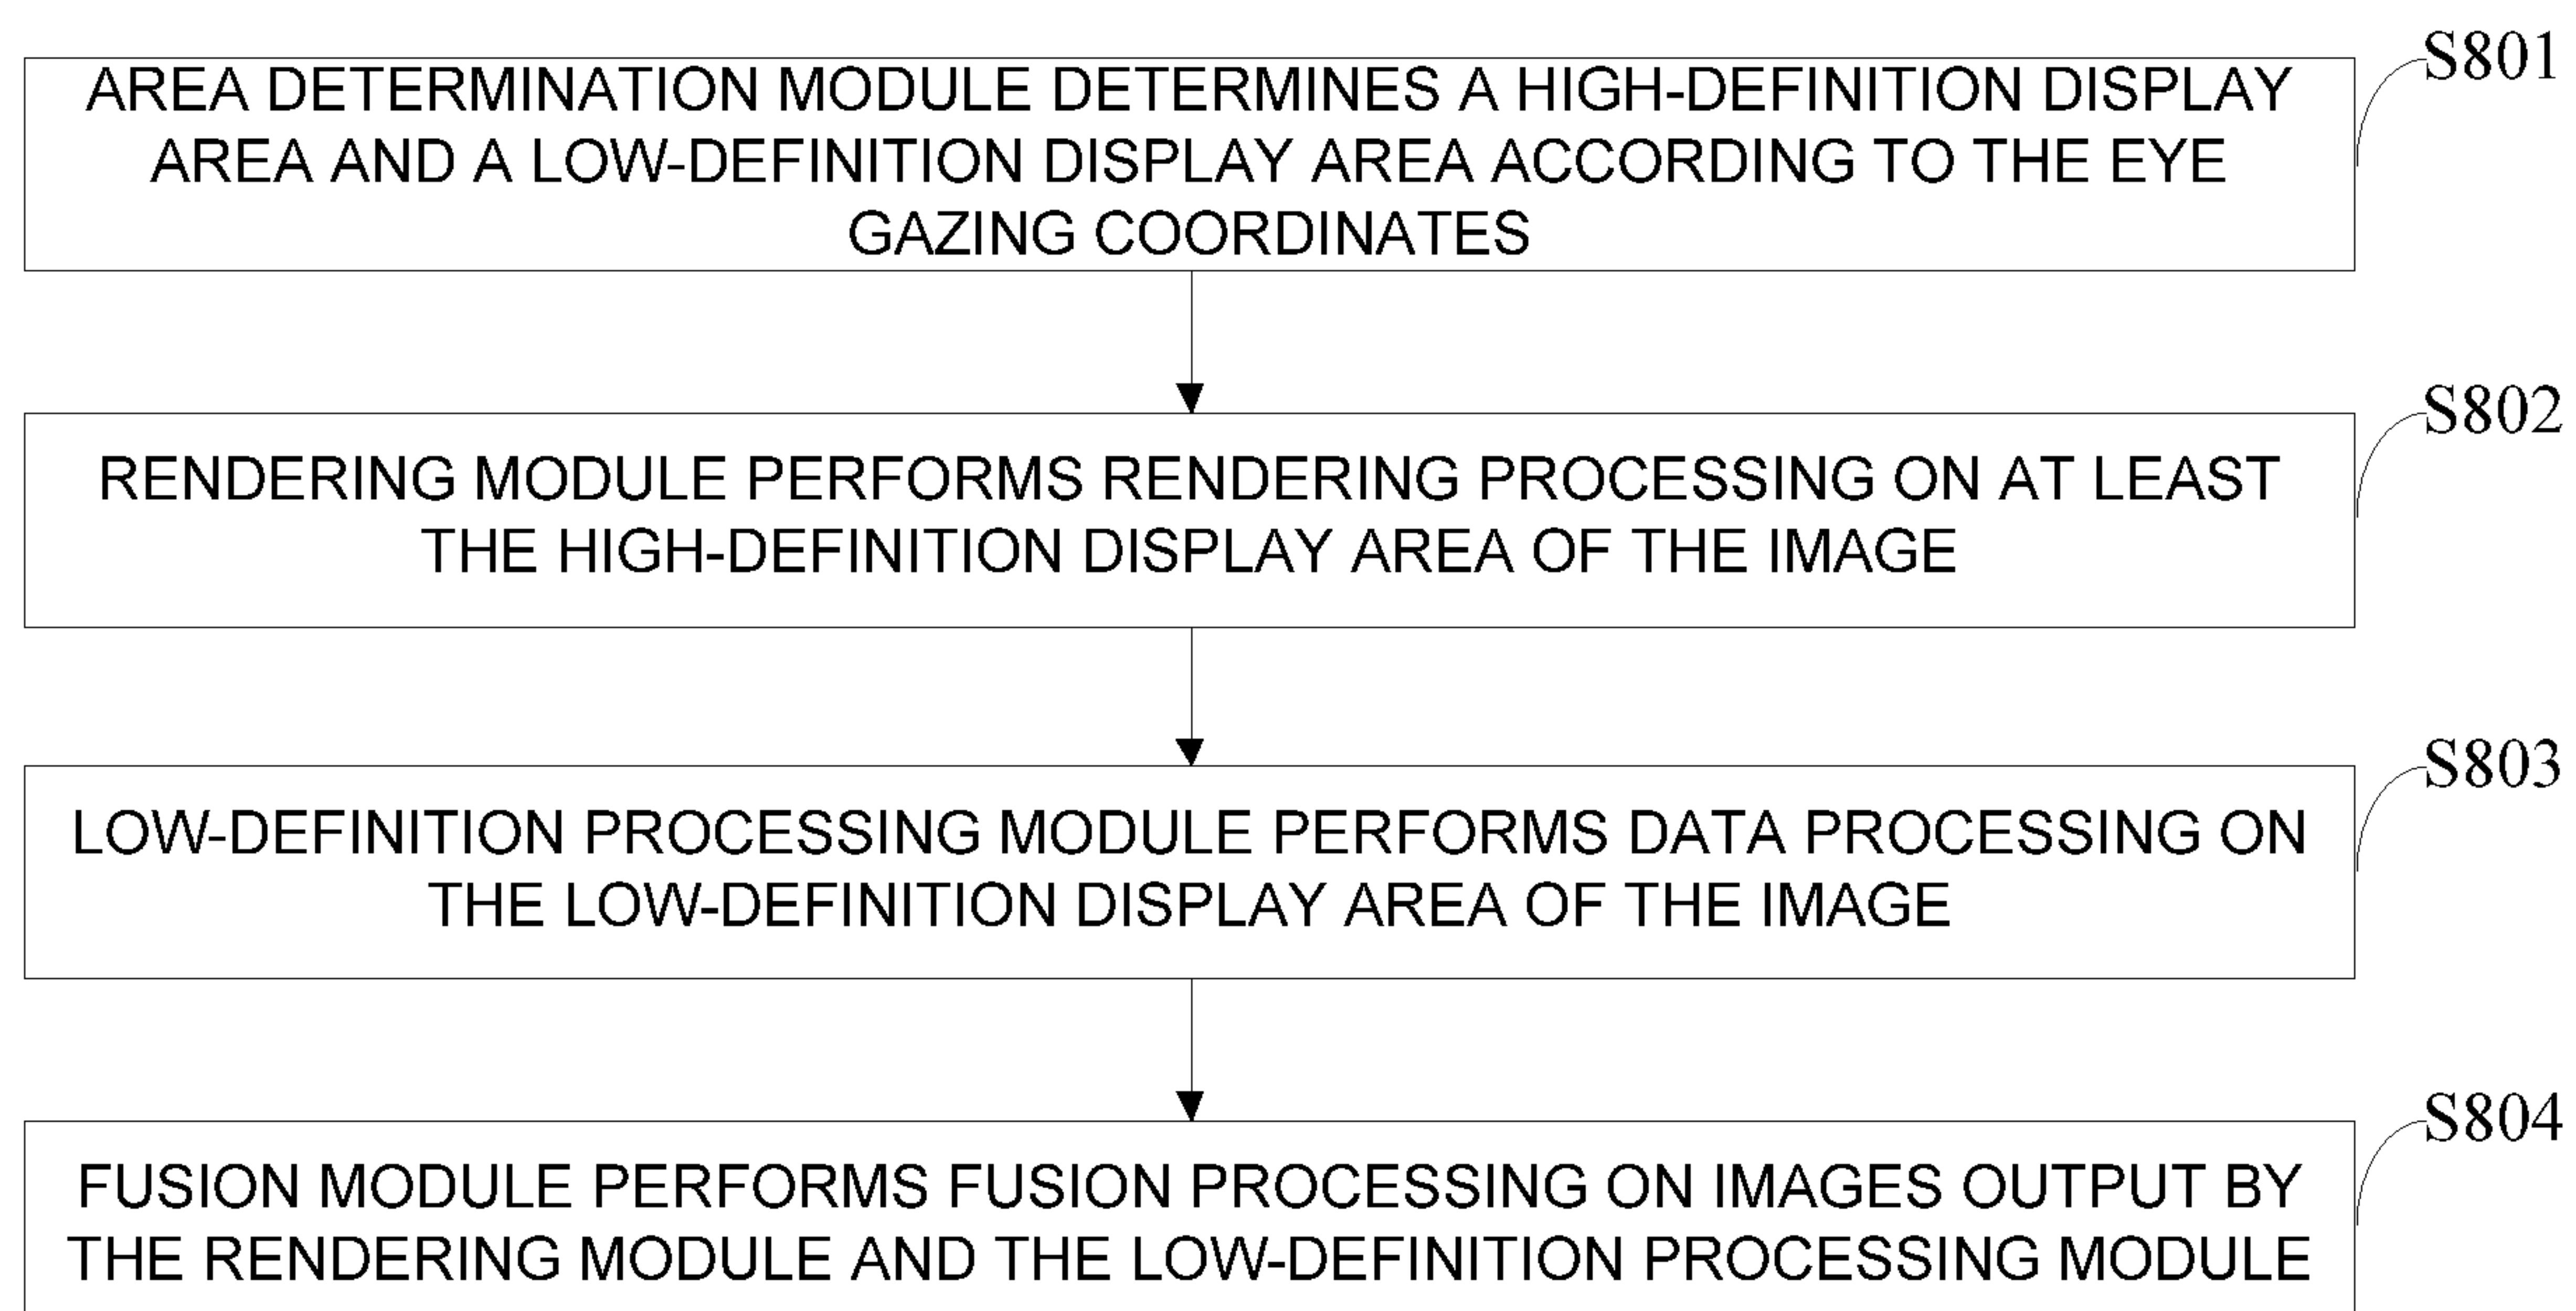 S801
AREA DETERMINATION MODULE DETERMINES A HIGH-DEFINITION DISPLAY
AREA AND A LOW-DEFINITION DISPLAY AREA ACCORDING TO THE EYE
GAZING COORDINATES
S802
RENDERING MODULE PERFORMS RENDERING PROCESSING ON AT LEAST
THE HIGH-DEFINITION DISPLAY AREA OF THE IMAGE
S803
LOW-DEFINITION PROCESSING MODULE PERFORMS DATA PROCESSING ON
THE LOW-DEFINITION DISPLAY AREA OF THE IMAGE
S804
FUSION MODULE PERFORMS FUSION PROCESSING ON IMAGES OUTPUT BY
THE RENDERING MODULE AND THE LOW-DEFINITION PROCESSING MODULE